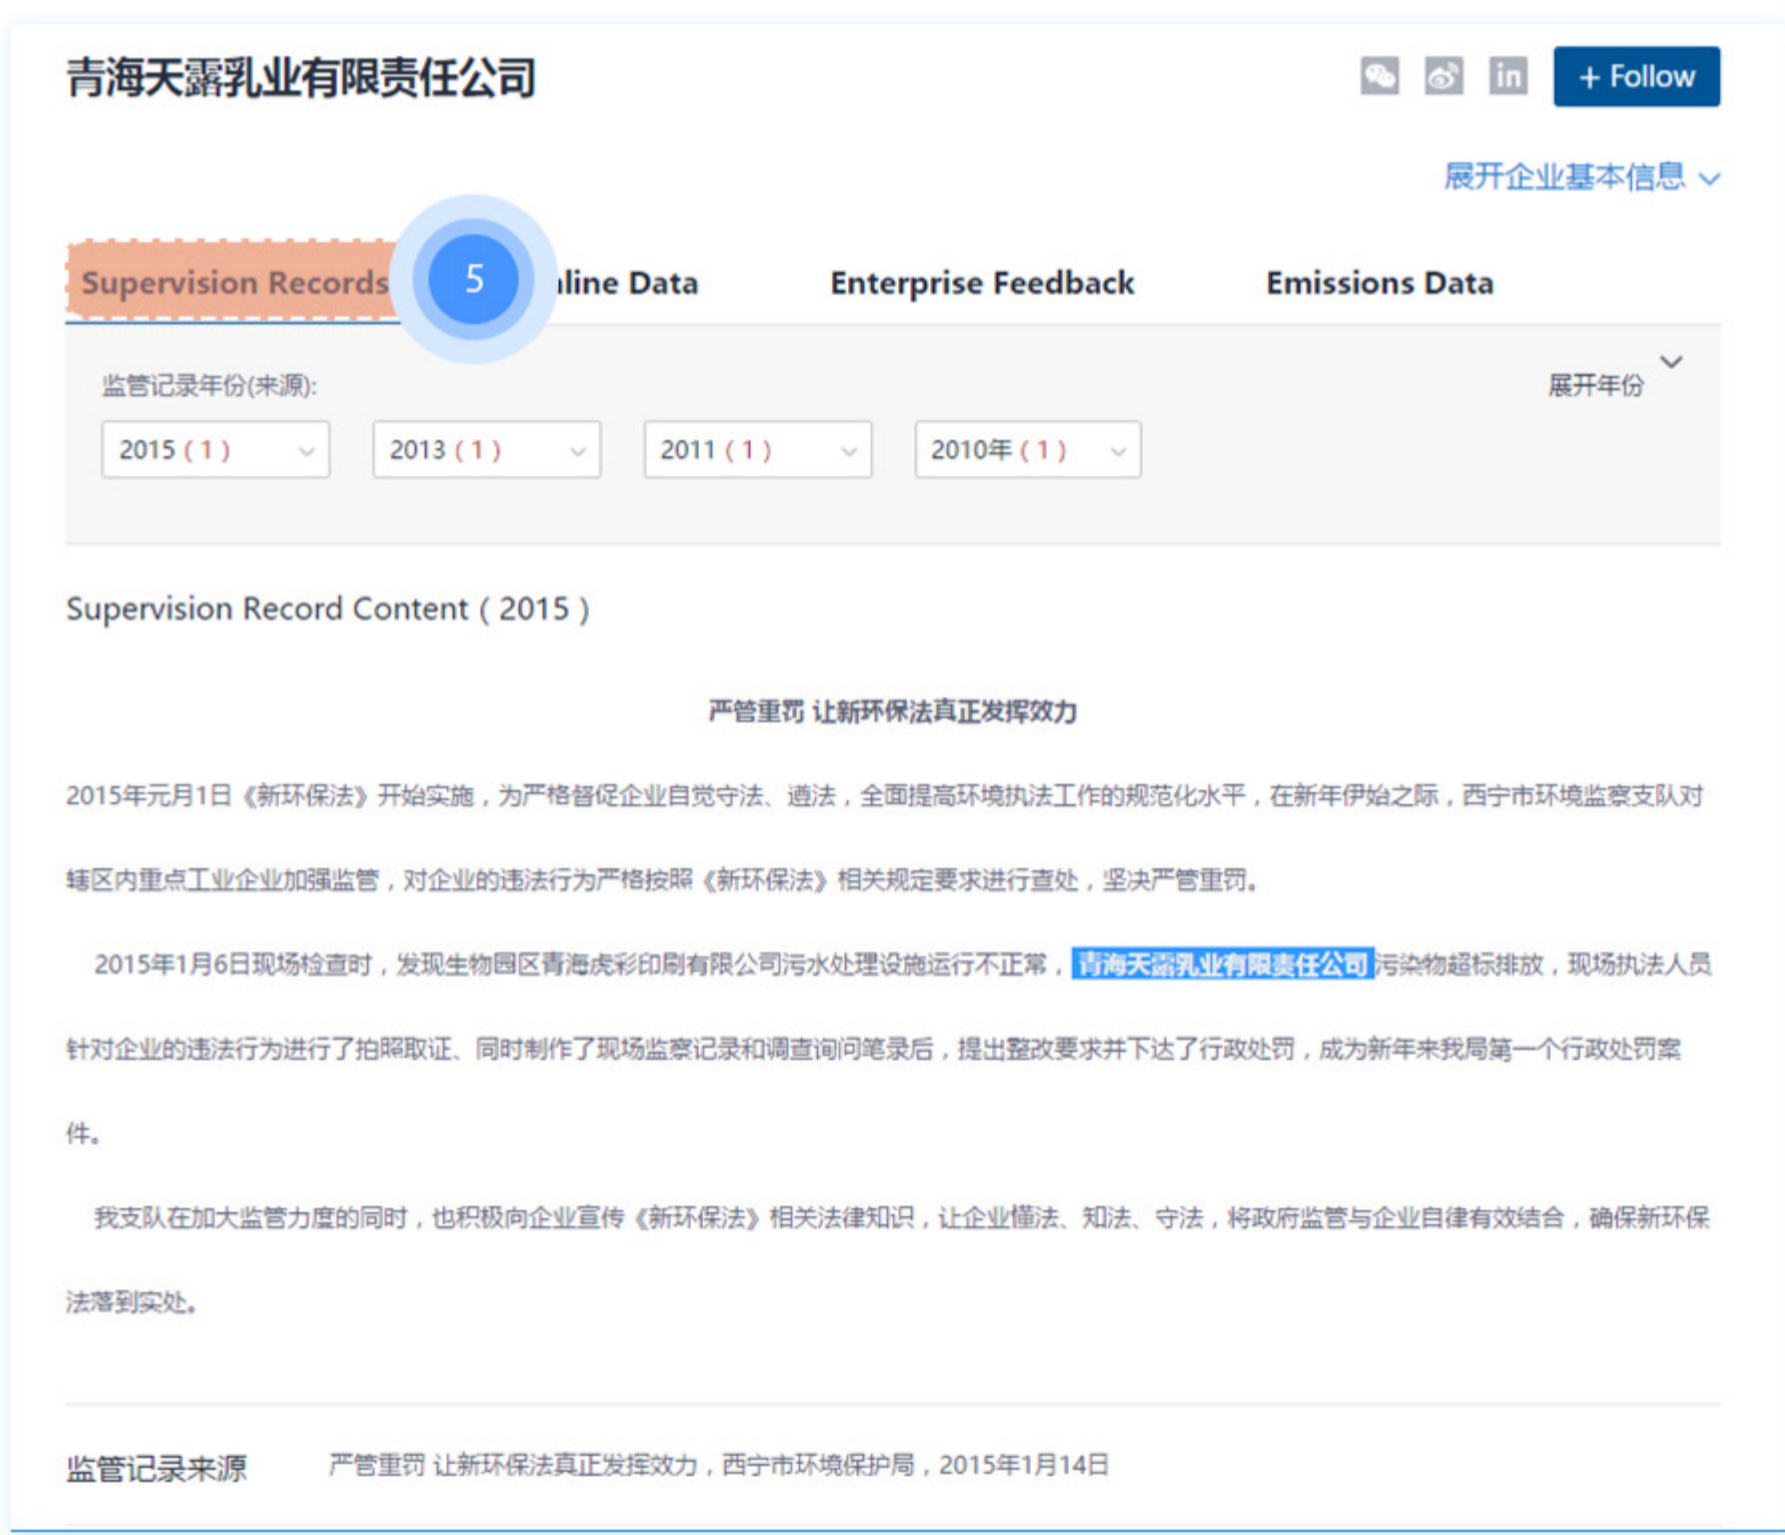 青海天露乳业有限责任公司
in
+ Follow
展开企业基本信息
Supervision Records
5
line Data
Enterprise Feedback
Emissions Data
监管记录年份(来源):
展开年份
2015 ( 1 )
2013 ( 1 )
2011 ( 1 )
2010年 ( 1 )
Supervision Record Content ( 2015 )
严管重罚 让新环保法真正发挥效力
2015年元月1日《新环保法》开始实施，为严格督促企业自觉守法、遵法，全面提高环境执法工作的规范化水平，在新年伊始之际，西宁市环境监察支队对
辖区内重点工业企业加强监管，对企业的违法行为严格按照《新环保法》相关规定要求进行查处，坚决严管重罚。
2015年1月6日现场检查时，发现生物园区青海虎彩印刷有限公司污水处理设施运行不正常，青海天露乳业有限责任公司污染物超标排放，现场执法人员
针对企业的违法行为进行了拍照取证、同时制作了现场监察记录和调查询问笔录后，提出整改要求并下达了行政处罚，成为新年来我局第一个行政处罚案
件。
我支队在加大监管力度的同时，也积极向企业宣传《新环保法》相关法律知识，让企业懂法、知法、守法，将政府监管与企业自律有效结合，确保新环保
法落到实处。
监管记录来源
严管重罚 让新环保法真正发挥效力，西宁市环境保护局，2015年1月14日